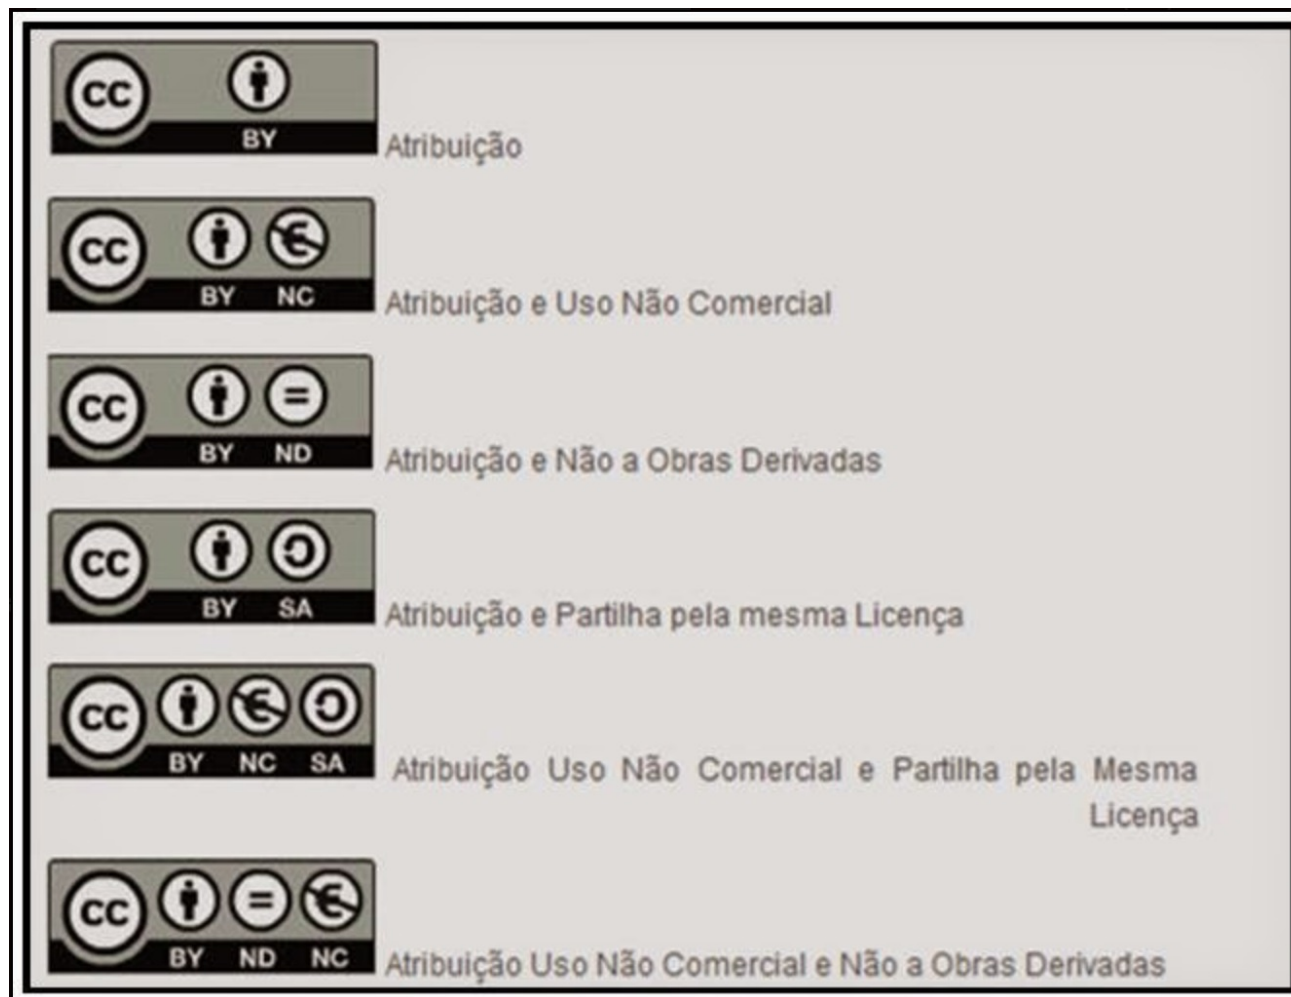 CC BY Atribuição
CC BY NC Atribuição e Uso Não Comercial
CC BY ND Atribuição e Não a Obras Derivadas
CC BY SA Atribuição e Partilha pela mesma Licença
CC BY NC SA Atribuição Uso Não Comercial e Partilha pela Mesma
Licença
CC BY ND NC Atribuição Uso Não Comercial e Não a Obras Derivadas